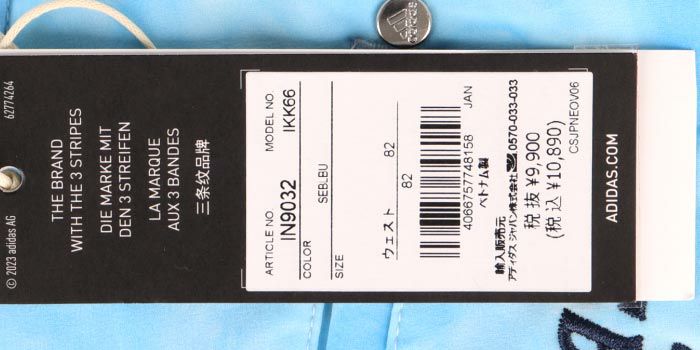 62774264
© 2023 adidas AG
THE BRAND
WITH THE 3 STRIPES
DIE MARKE MIT
DEN 3 STREIFEN
LA MARQUE
AUX 3 BANDES
三条纹品牌
ARTICLE NO. MODEL NO.
IN9032 IKK66
COLOR
SEBLBU
SIZE
ウェスト 82
82
JAN
4066757748158
ベトナム製
輸入販売元
アディダス ジャパン株式会社 0570-033-033
税 抜 ¥9,900
(税 込 ¥10,890)
CSJPNEOV06
ADIDAS.COM